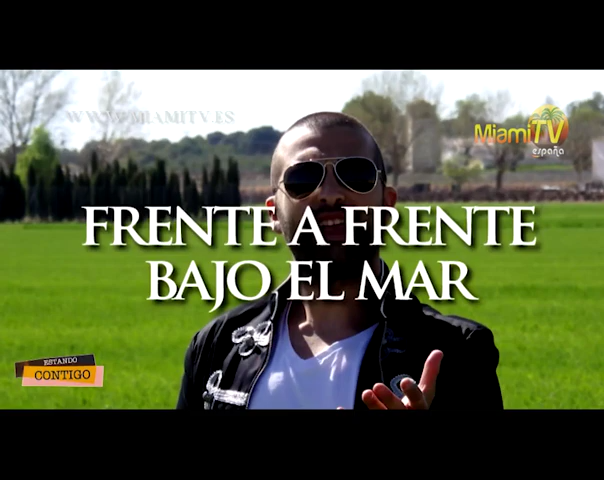 WWW.MIAMITV.ES
MiamiTV
españa
FRENTE A FRENTE
BAJO EL MAR
ESTANDO
CONTIGO